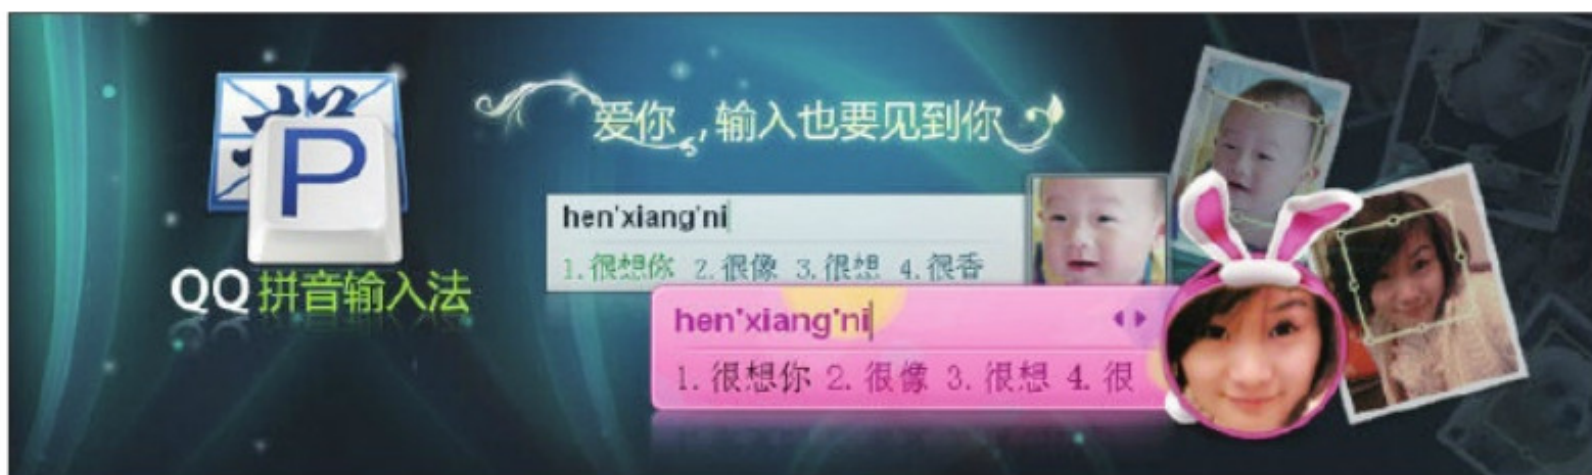 爱你,输入也要见到你
P
QQ拼音输入法
hen'xiang'ni
1.很想你 2.很像 3.很想 4.很香
hen'xiang'ni
1.很想你 2.很像 3.很想 4.很